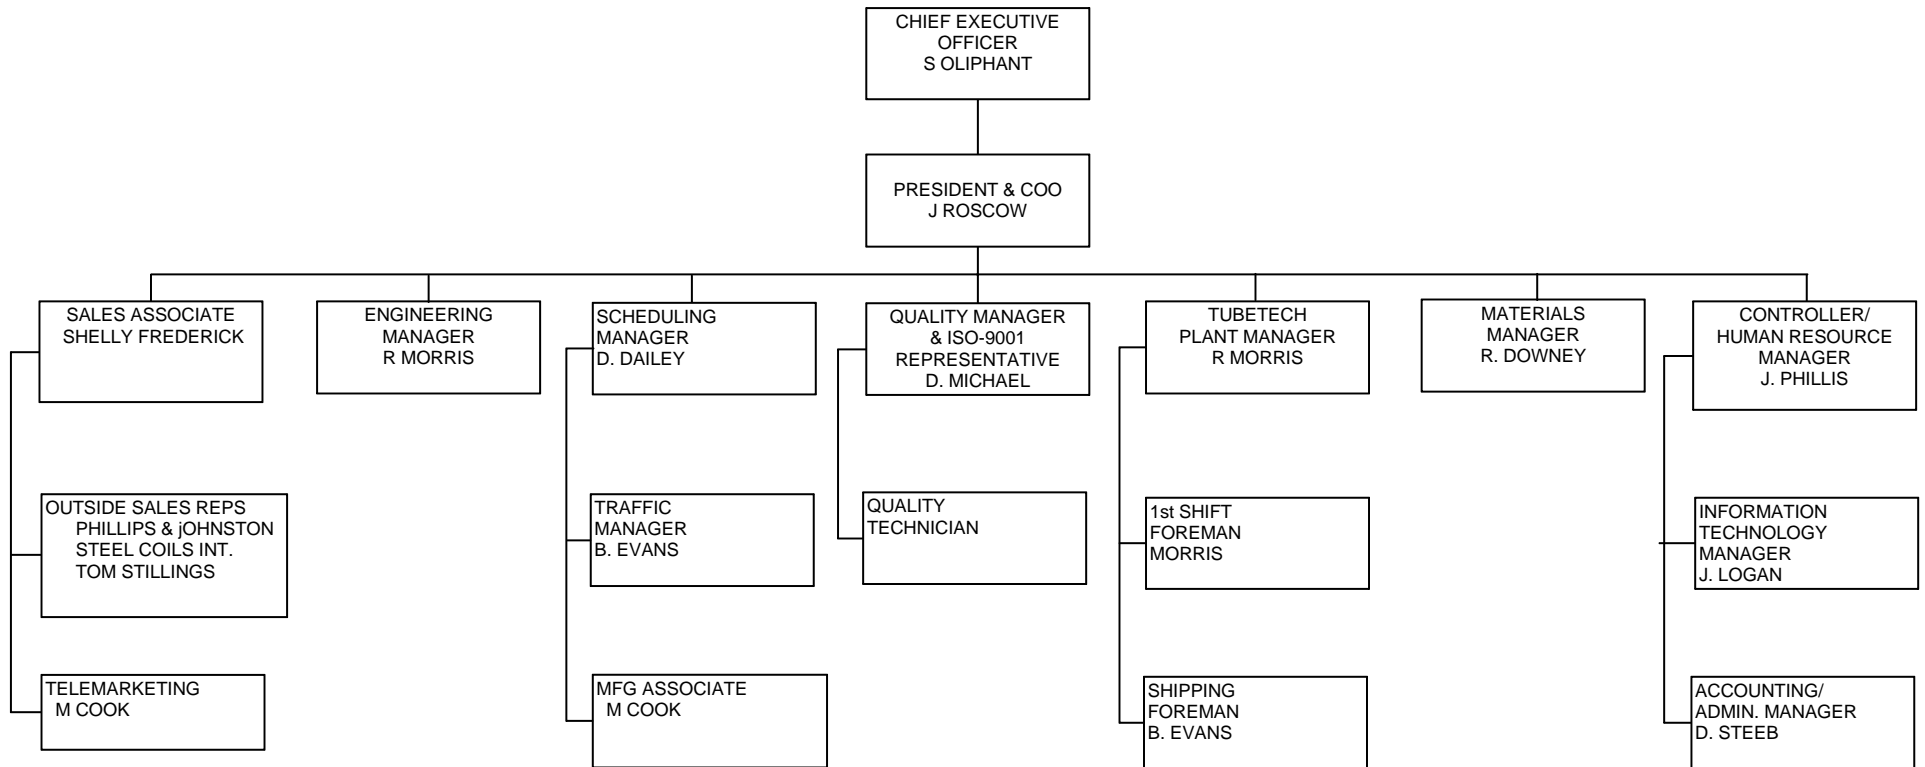 CHIEF EXECUTIVE
OFFICER
S OLIPHANT
PRESIDENT & COO
J ROSCOW
SALES ASSOCIATE
SHELLY FREDERICK
ENGINEERING
MANAGER
R MORRIS
SCHEDULING
MANAGER
D. DAILEY
QUALITY MANAGER
& ISO-9001
REPRESENTATIVE
D. MICHAEL
TUBETECH
PLANT MANAGER
R MORRIS
MATERIALS
MANAGER
R. DOWNEY
CONTROLLER/
HUMAN RESOURCE
MANAGER
J. PHILLIS
OUTSIDE SALES REPS
PHILLIPS & jOHNSTON
STEEL COILS INT.
TOM STILLINGS
TRAFFIC
MANAGER
B. EVANS
QUALITY
TECHNICIAN
1st SHIFT
FOREMAN
MORRIS
INFORMATION
TECHNOLOGY
MANAGER
J. LOGAN
TELEMARKETING
M COOK
MFG ASSOCIATE
M COOK
SHIPPING
FOREMAN
B. EVANS
ACCOUNTING/
ADMIN. MANAGER
D. STEEB